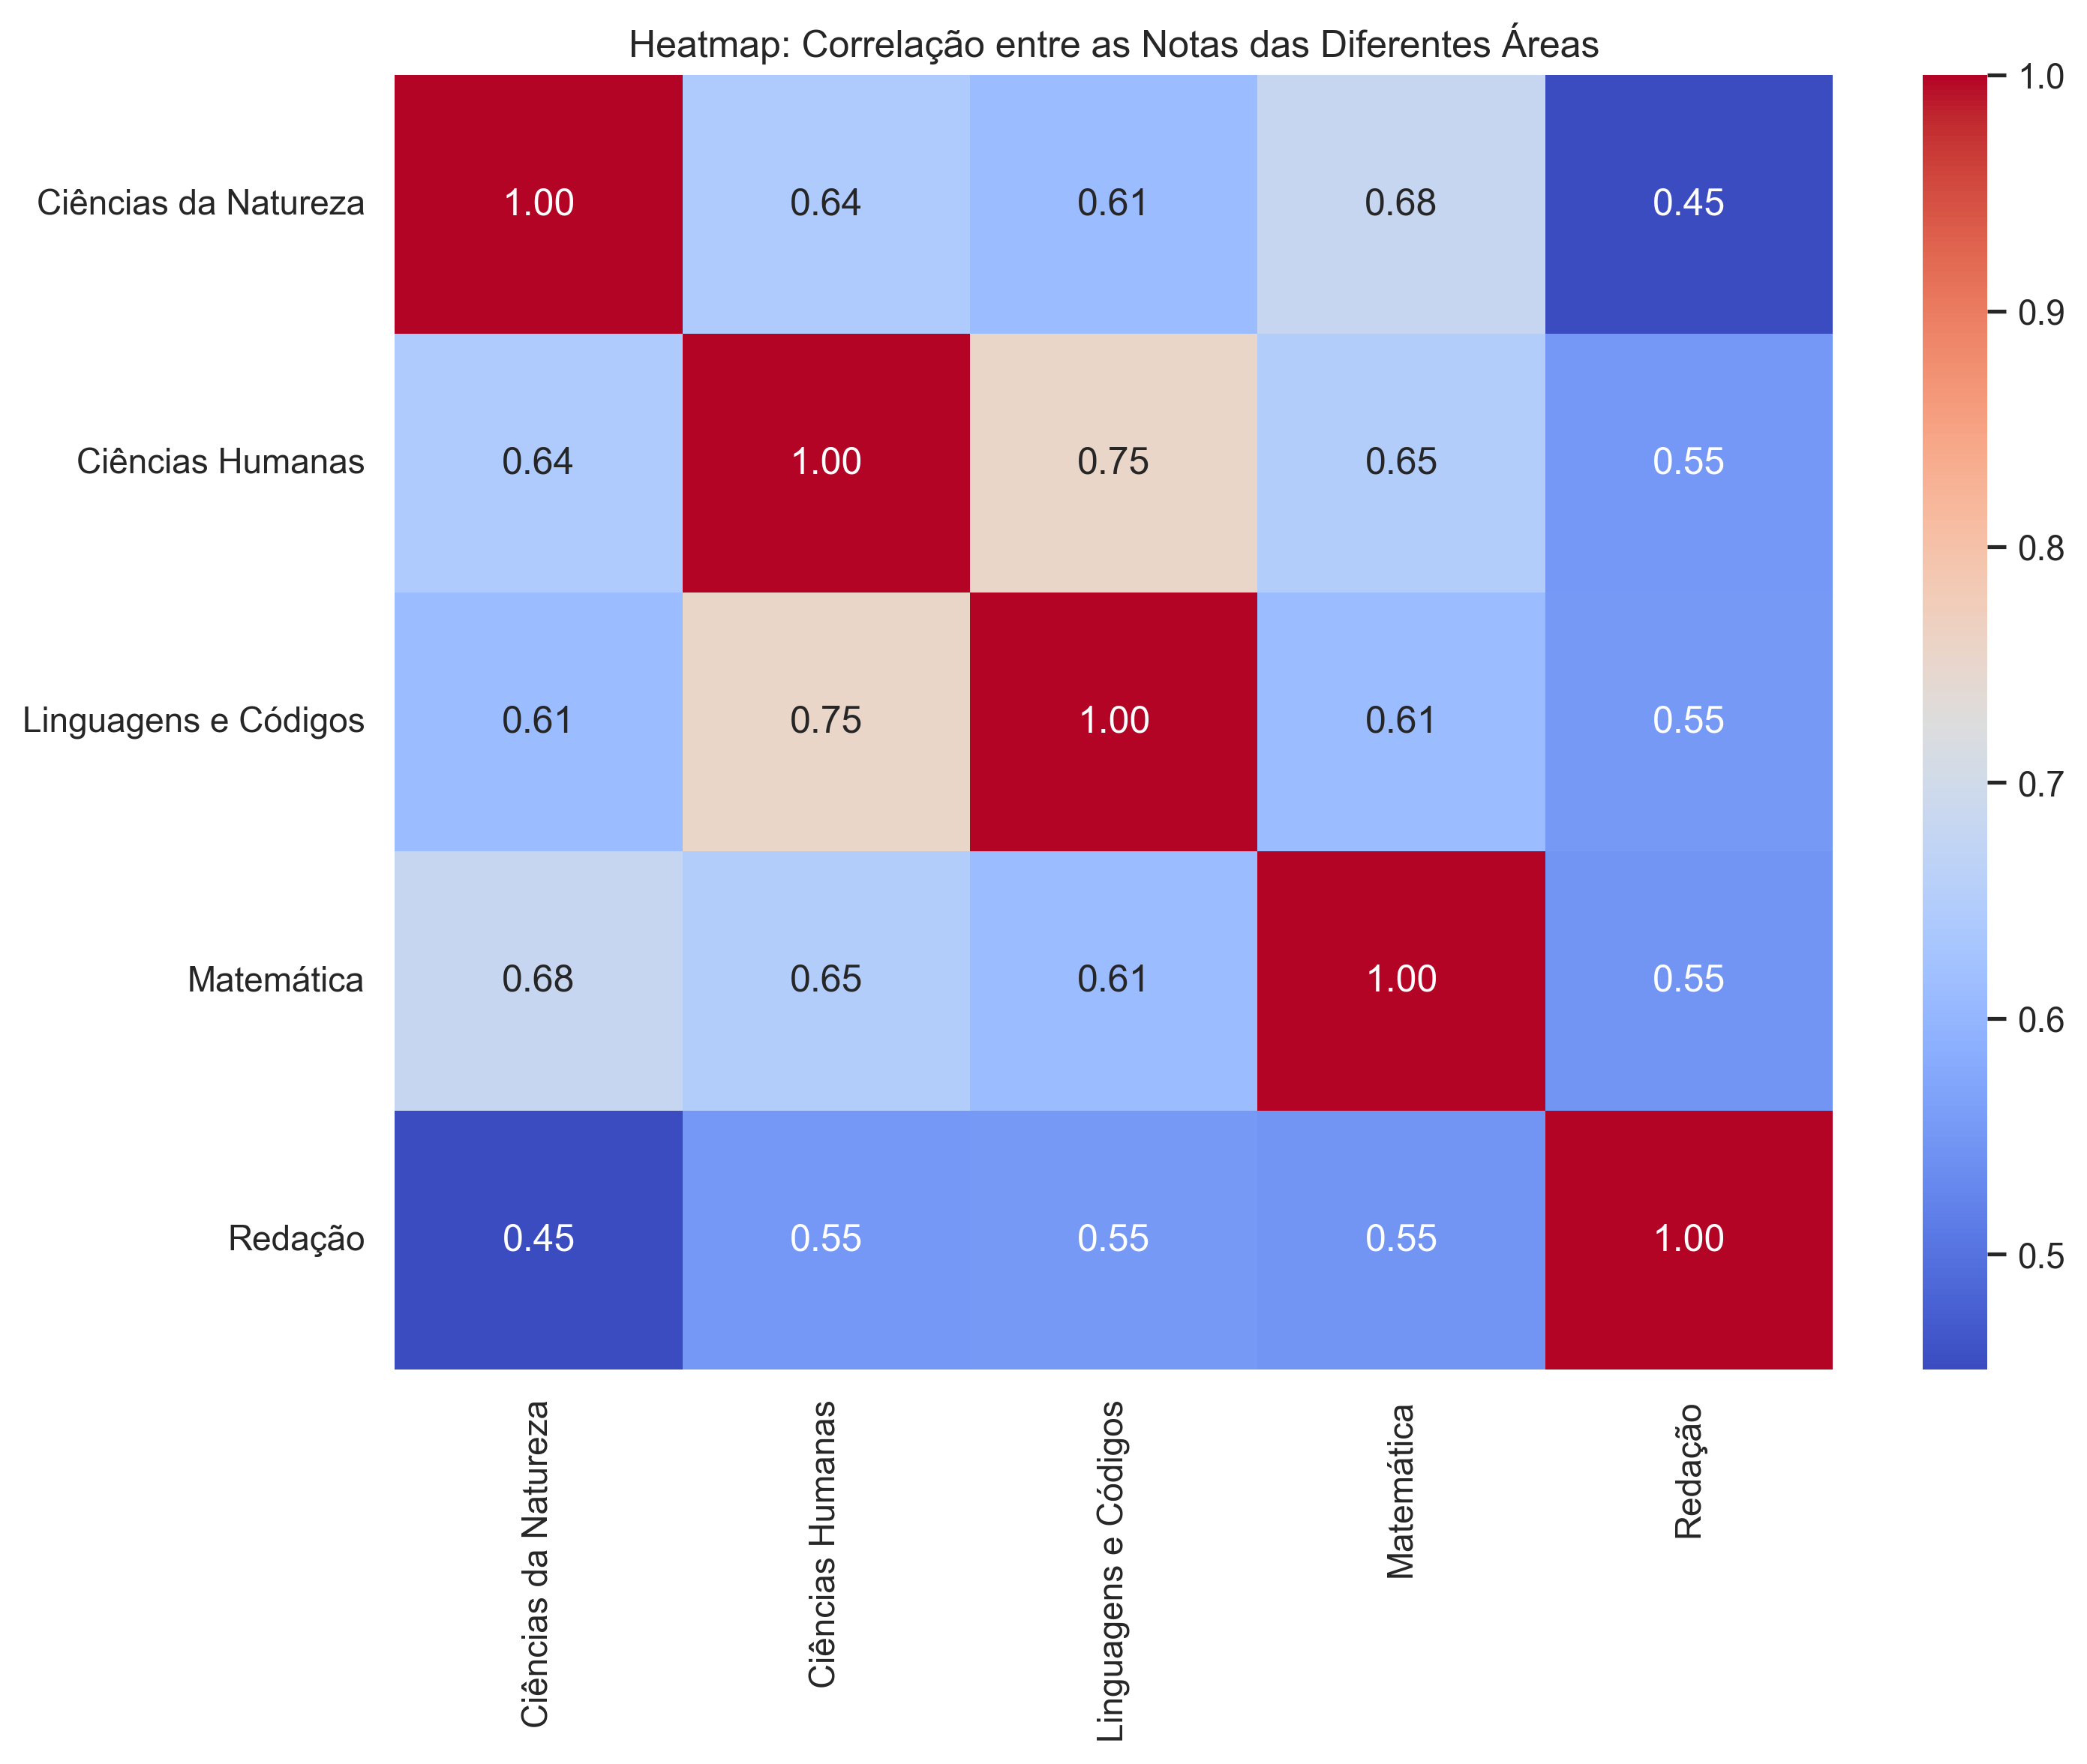 Heatmap: Correlação entre as Notas das Diferentes Áreas
Ciências da Natureza 1.00 0.64 0.61 0.68 0.45
Ciências Humanas 0.64 1.00 0.75 0.65 0.55
Linguagens e Códigos 0.61 0.75 1.00 0.61 0.55
Matemática 0.68 0.65 0.61 1.00 0.55
Redação 0.45 0.55 0.55 0.55 1.00
Ciências da Natureza
Ciências Humanas
Linguagens e Códigos
Matemática
Redação
1.0
0.9
0.8
0.7
0.6
0.5